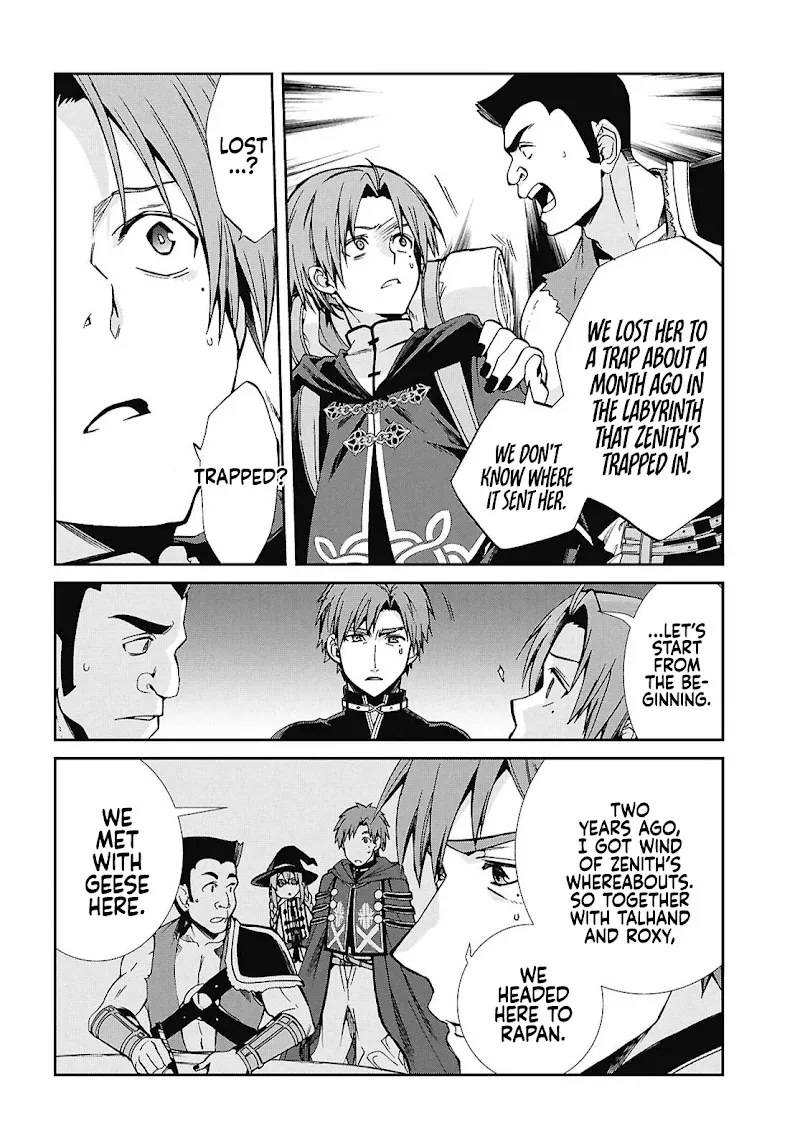 WE LOST HER TO
A TRAP ABOUT A
MONTH AGO IN
THE LABYRINTH
THAT ZENITH'S
TRAPPED IN.
WE DON'T
KNOW WHERE
IT SENT HER.
LOST
...?
TRAPPED?
...LET'S
START
FROM
THE BE-
GINNING.
TWO
YEARS AGO,
I GOT WIND
OF ZENITH'S
WHEREABOUTS.
SO TOGETHER
WITH TALHAND
AND ROXY,
WE
HEADED
HERE TO
RAPAN.
WE
MET
WITH
GEESE
HERE.